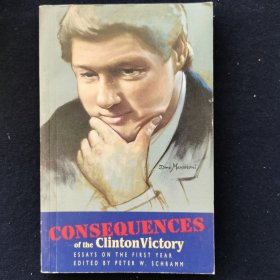 CONSEQUENCES
of the Clinton Victory
ESSAYS ON THE FIRST YEAR
EDITED BY PETER W. SCHRAMM